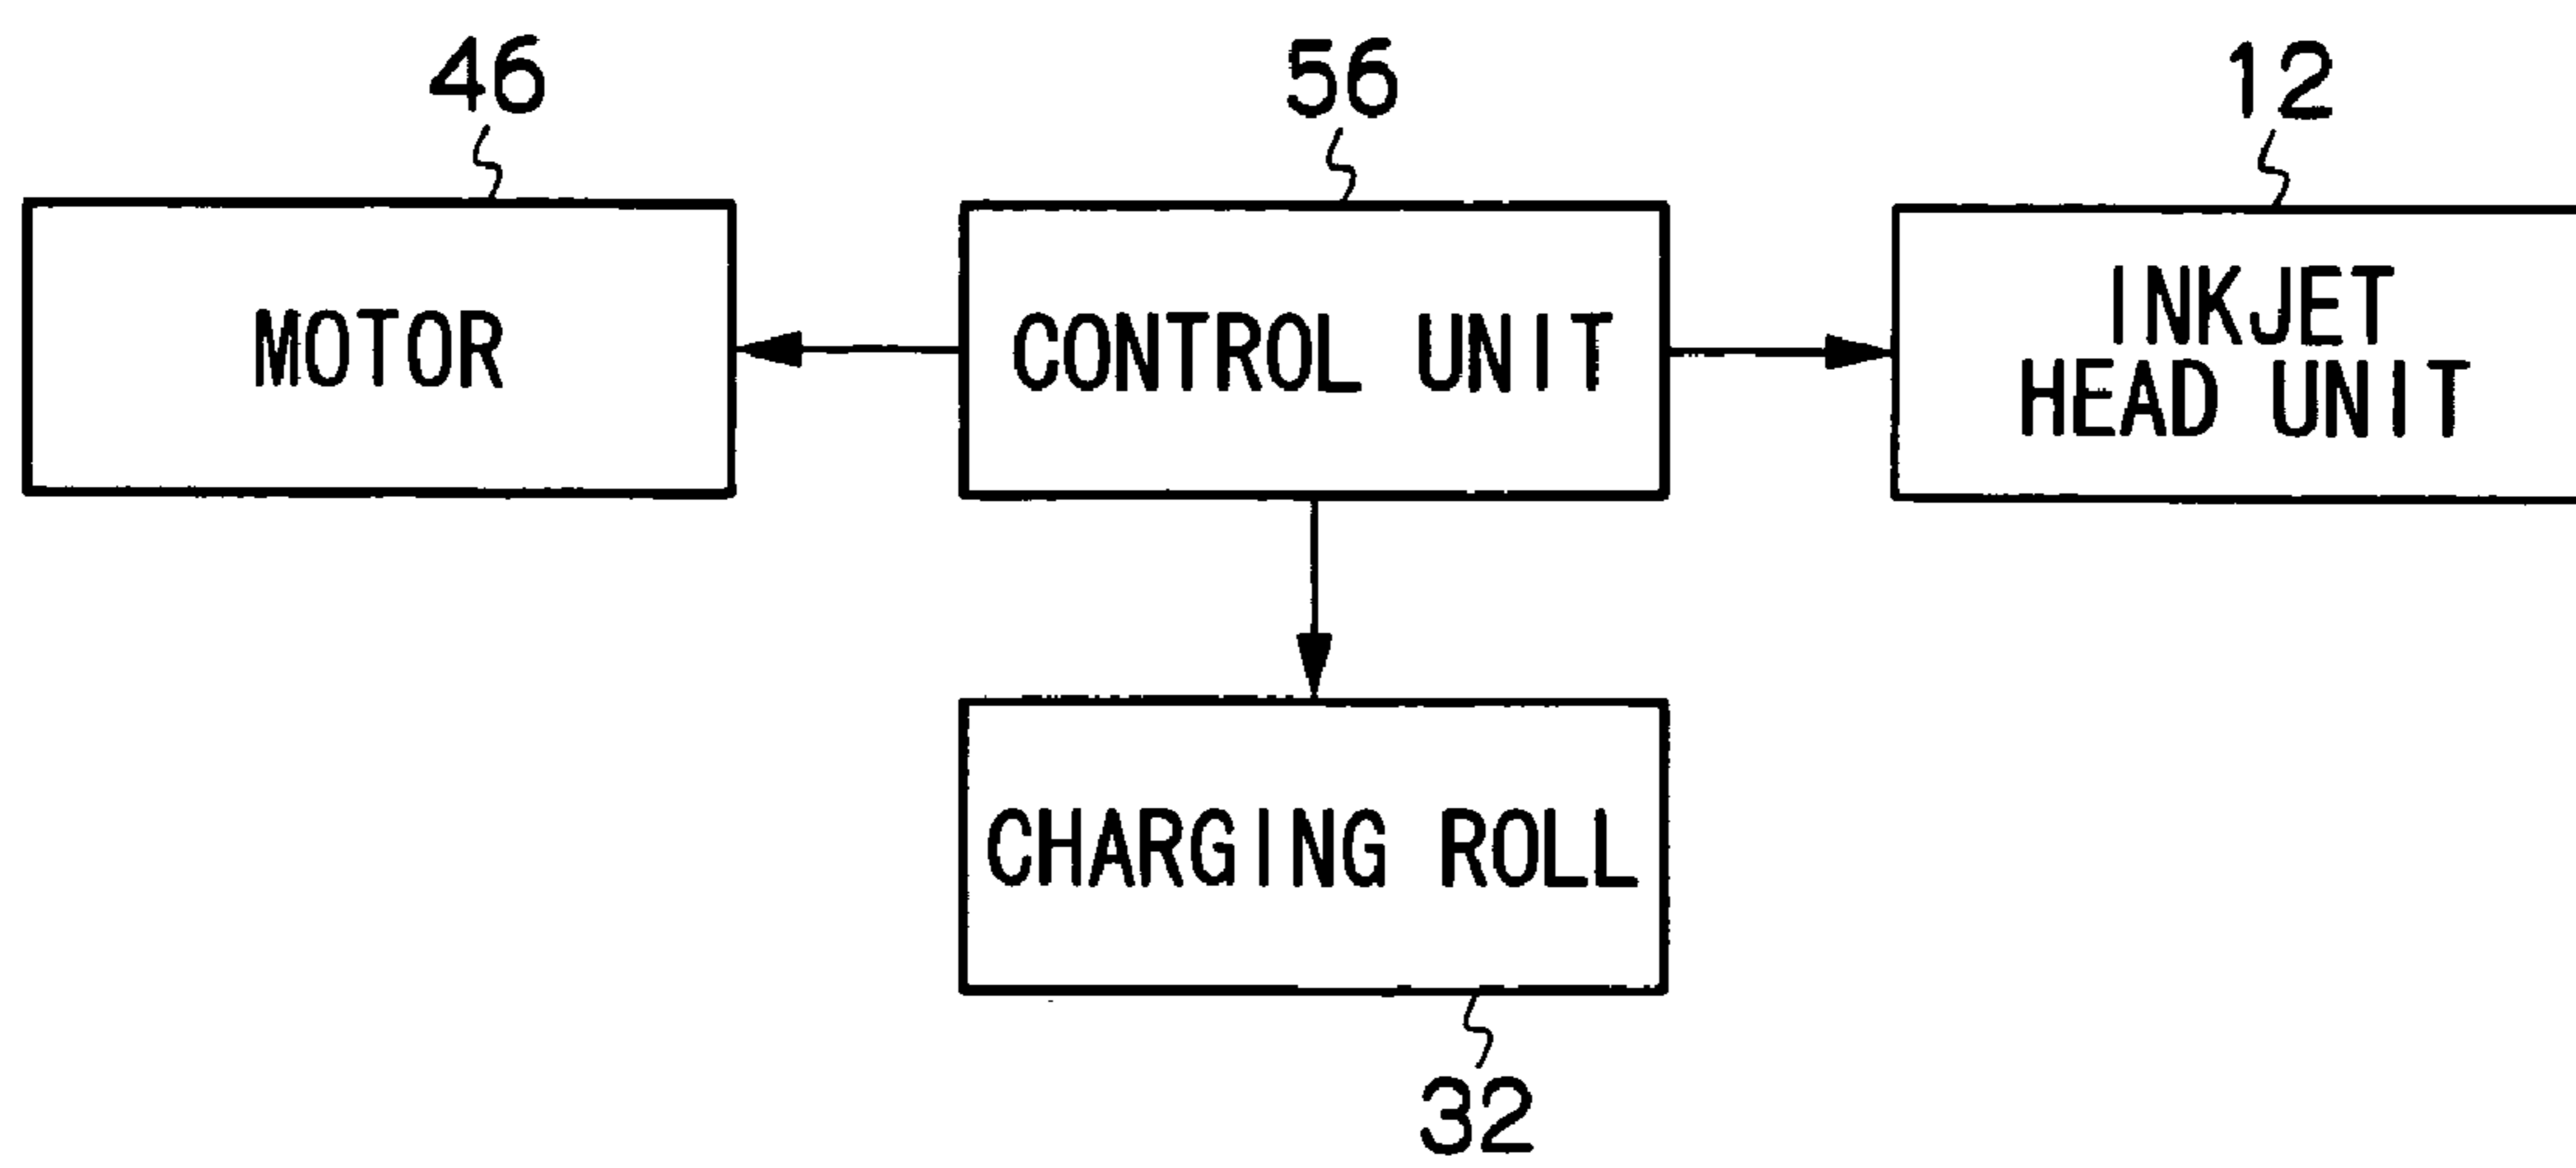 46
56
12
MOTOR
CONTROL UNIT
INKJET
HEAD UNIT
CHARGING ROLL
32